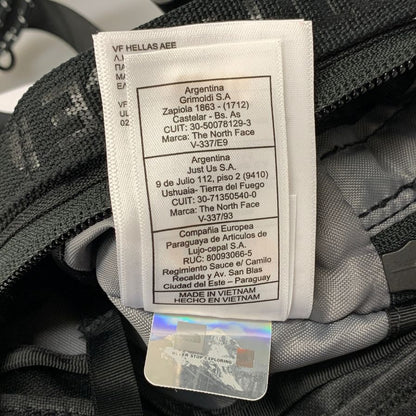 VF HELLAS AEE
Argentina
Grimoldi S.A
Zapiola 1863 - (1712)
Castelar - Bs. As
CUIT: 30-50078129-3
Marca: The North Face
V-337/E9
Argentina
Just Us S.A.
9 de Julio 112, piso 2 (9410)
Ushuaia- Tierra del Fuego
CUIT: 30-71350540-0
Marca: The North Face
V-337/93
Compañia Europea
Paraguaya de Articulos de
Lujo-cepal S.A.
RUC: 80093066-5
Regimiento Sauce e/ Camilo
Recalde y Av. San Blas
Ciudad del Este – Paraguay
MADE IN VIETNAM
HECHO EN VIETNAM
NEVER STOP EXPLORING